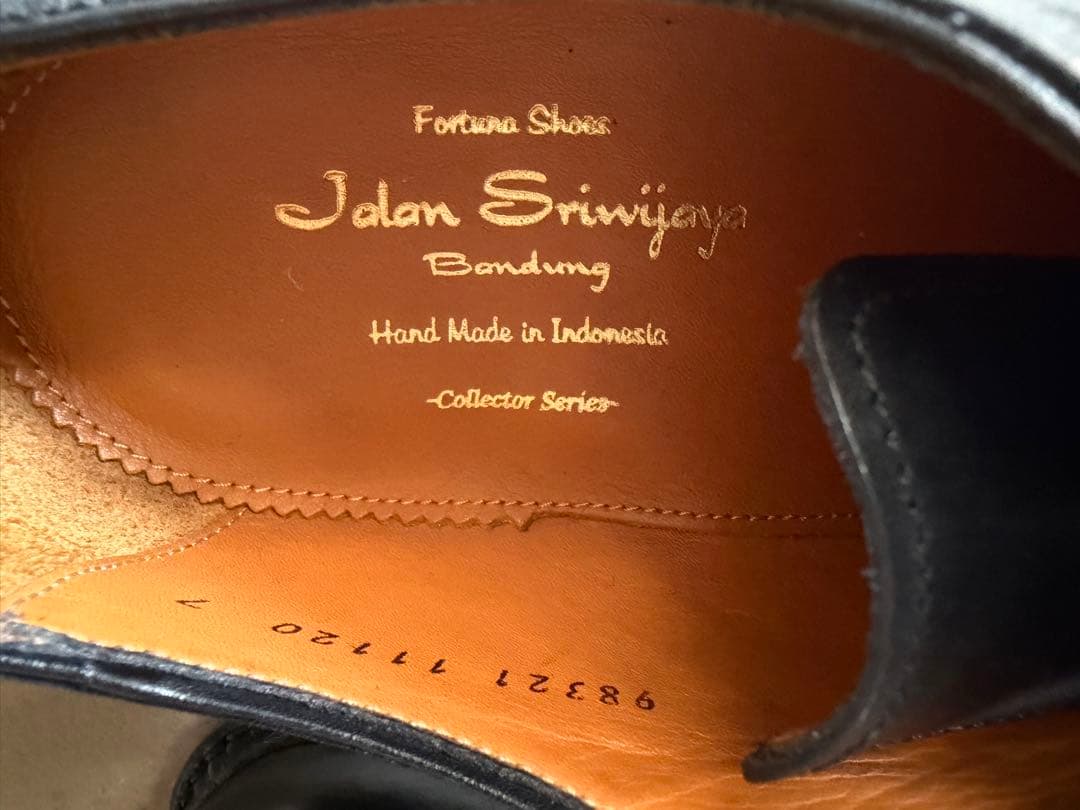 Fortuna Shoes
Jalan Sriwijaya
Bandung
Hand Made in Indonesia
-Collector Series-
98321 11120 7